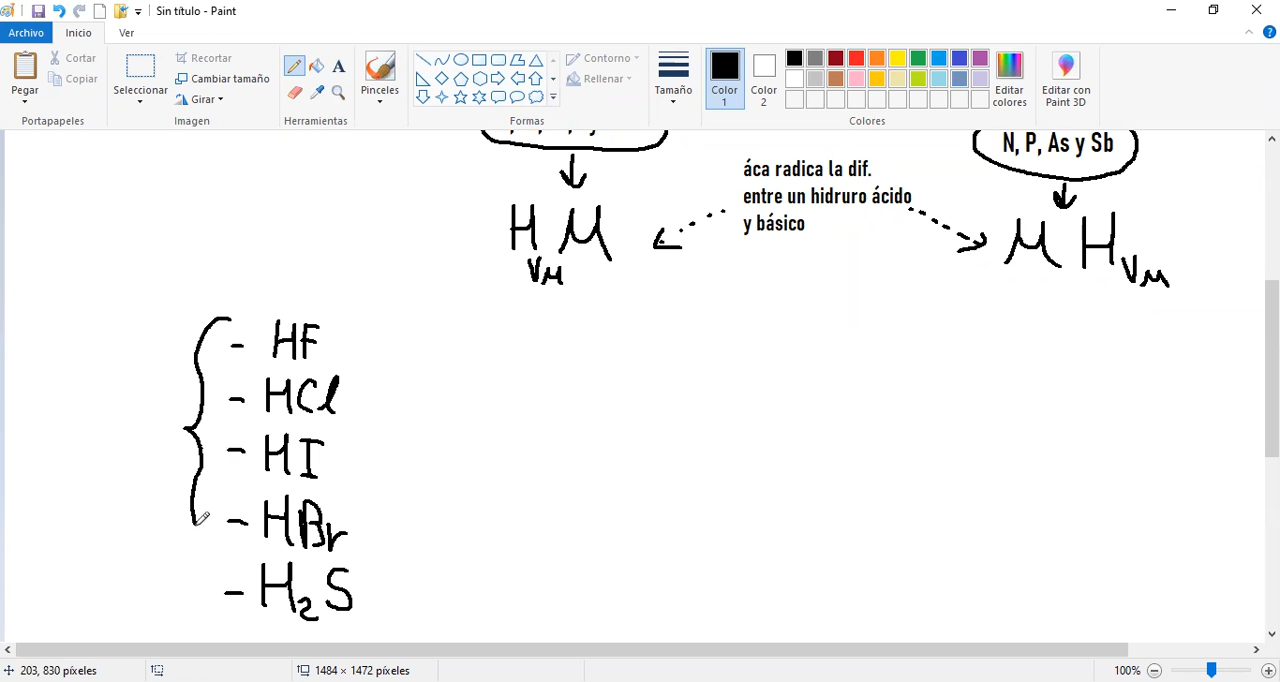 Sin título - Paint
Archivo Inicio Ver
Pegar
Cortar
Copiar
Portapapeles
Seleccionar
Recortar
Cambiar tamaño
Girar
Imagen
A
Herramientas
Pinceles
Contorno
Rellenar
Formas
Tamaño
Color 1
Color 2
Editar colores
Colores
Editar con Paint 3D
N, P, As y Sb
áca radica la dif.
entre un hidruro ácido
y básico
H M
VM
M H VM
- HF
- HCl
- HI
- HBr
- H₂S
203, 830 píxeles
1484 × 1472 píxeles
100%